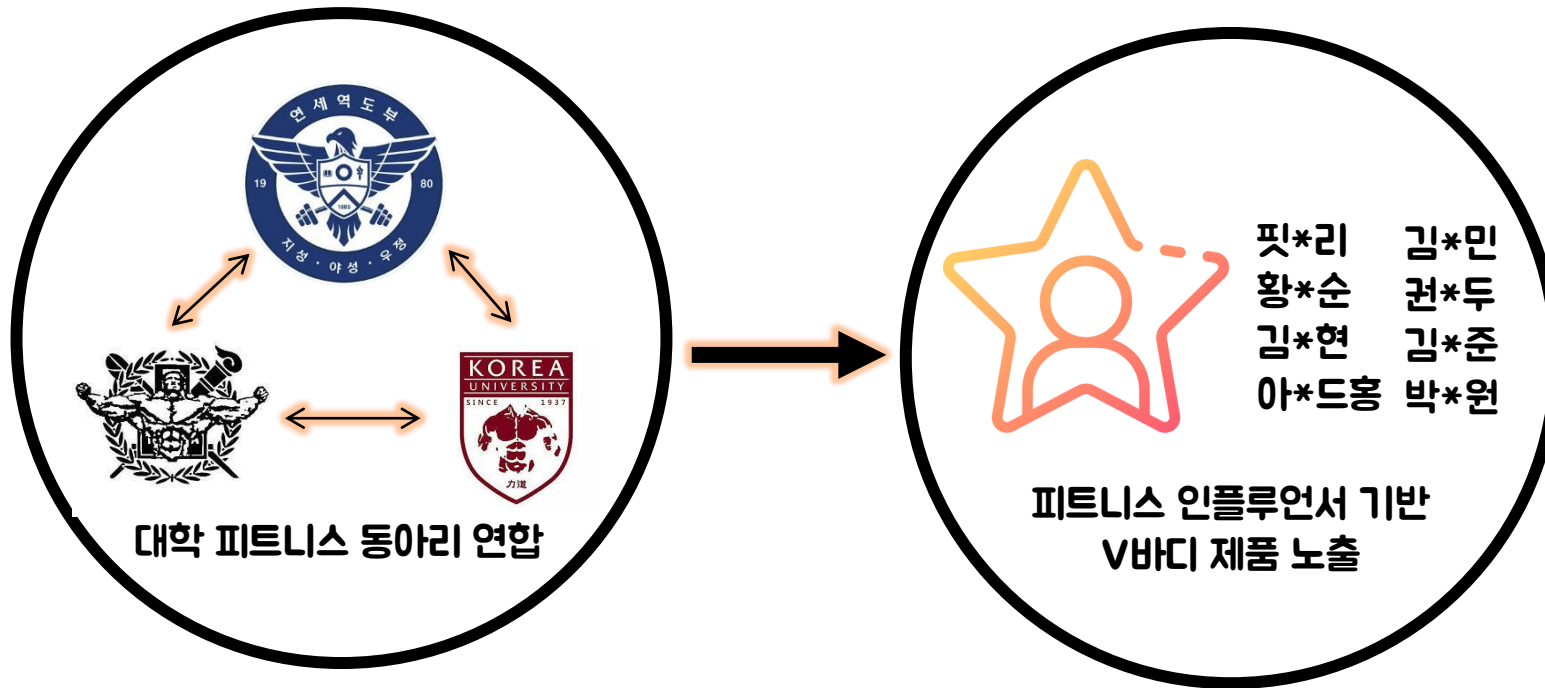 연세역도부
19 80
1885
지성 · 야성 · 우정
KOREA
UNIVERSITY
SINCE 1937
力道
대학 피트니스 동아리 연합
핏*리 김*민
황*순 권*두
김*현 김*준
아*드홍 박*원
피트니스 인플루언서 기반
V바디 제품 노출